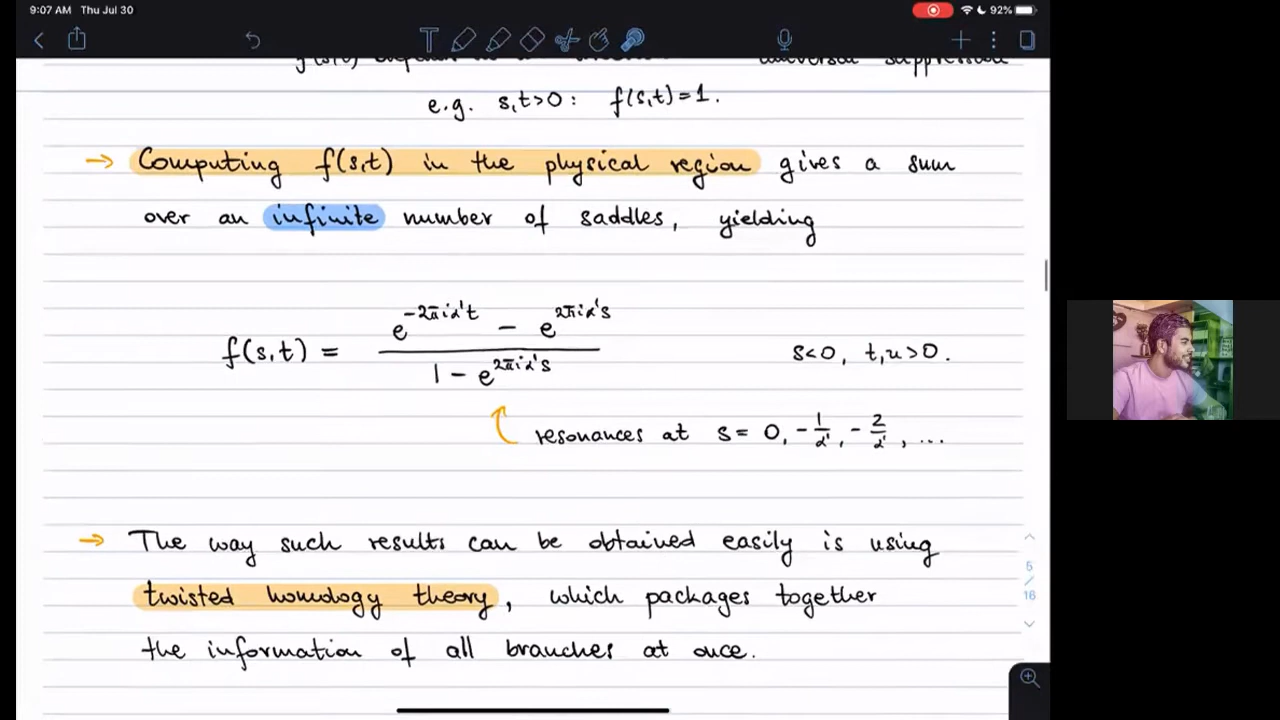 9:07 AM Thu Jul 30
92%
e.g. s,t>0: f(s,t)=1.
→ Computing f(s,t) in the physical region gives a sum
over an infinite number of saddles, yielding
f(s,t) = (e^{-2πiα't} - e^{2πiα's}) / (1 - e^{2πiα's}) s<0, t,u>0.
resonances at s = 0, -1/α', -2/α', ...
→ The way such results can be obtained easily is using
twisted homology theory, which packages together
the information of all branches at once.
5
/
16